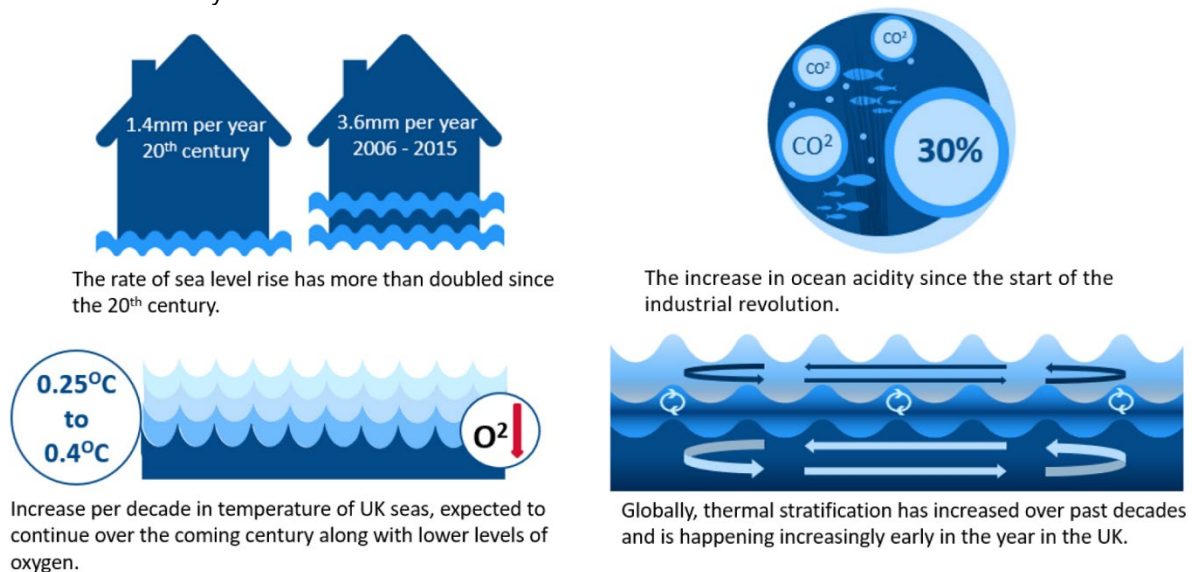 1.4mm per year
20th century
3.6mm per year
2006 - 2015
The rate of sea level rise has more than doubled since
the 20th century.
CO²
CO²
CO²
30%
The increase in ocean acidity since the start of the
industrial revolution.
0.25°C
to
0.4°C
O²
Increase per decade in temperature of UK seas, expected to
continue over the coming century along with lower levels of
oxygen.
Globally, thermal stratification has increased over past decades
and is happening increasingly early in the year in the UK.